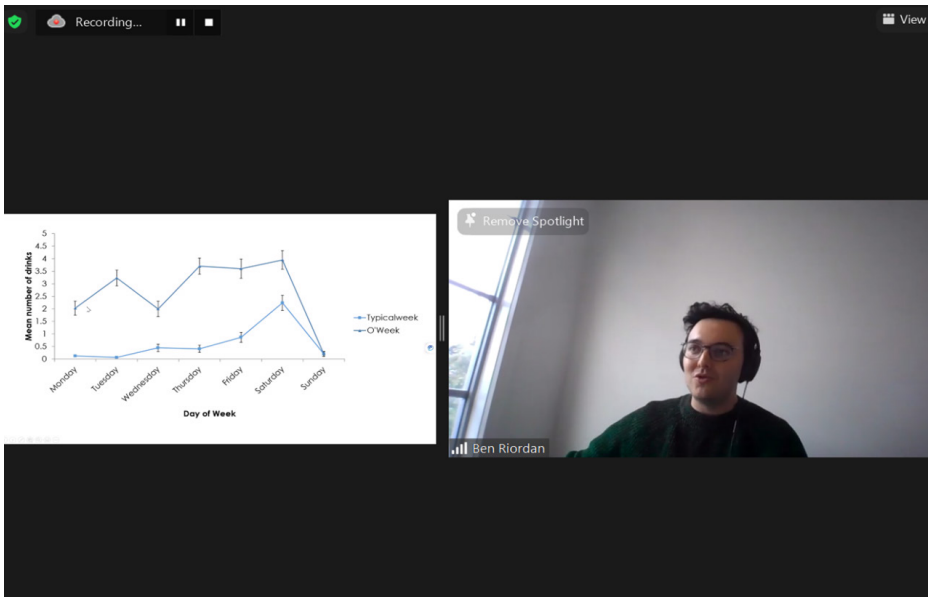 Recording...
View
Remove Spotlight
5
4.5
4
3.5
3
2.5
2
1.5
1
0.5
0
Mean number of drinks
Monday
Tuesday
Wednesday
Thursday
Friday
Saturday
Sunday
Day of Week
Typicalweek
O'Week
Ben Riordan